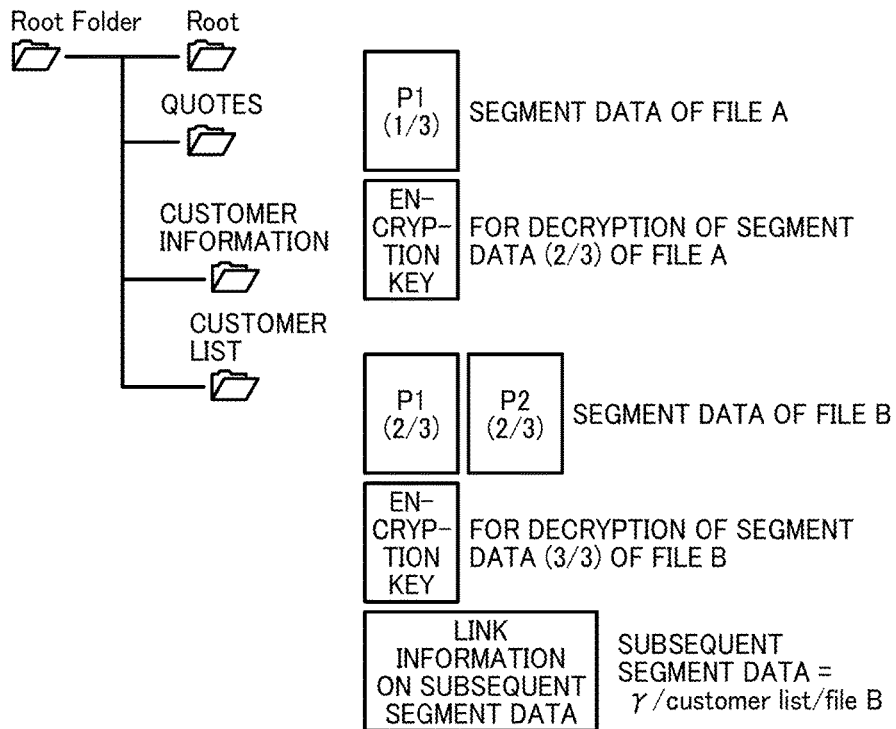 Root Folder
Root
QUOTES
CUSTOMER
INFORMATION
CUSTOMER
LIST
P1
(1/3)
SEGMENT DATA OF FILE A
EN-
CRYP-
TION
KEY
FOR DECRYPTION OF SEGMENT
DATA (2/3) OF FILE A
P1
(2/3)
P2
(2/3)
SEGMENT DATA OF FILE B
EN-
CRYP-
TION
KEY
FOR DECRYPTION OF SEGMENT
DATA (3/3) OF FILE B
LINK
INFORMATION
ON SUBSEQUENT
SEGMENT DATA
SUBSEQUENT
SEGMENT DATA =
γ/customer list/file B